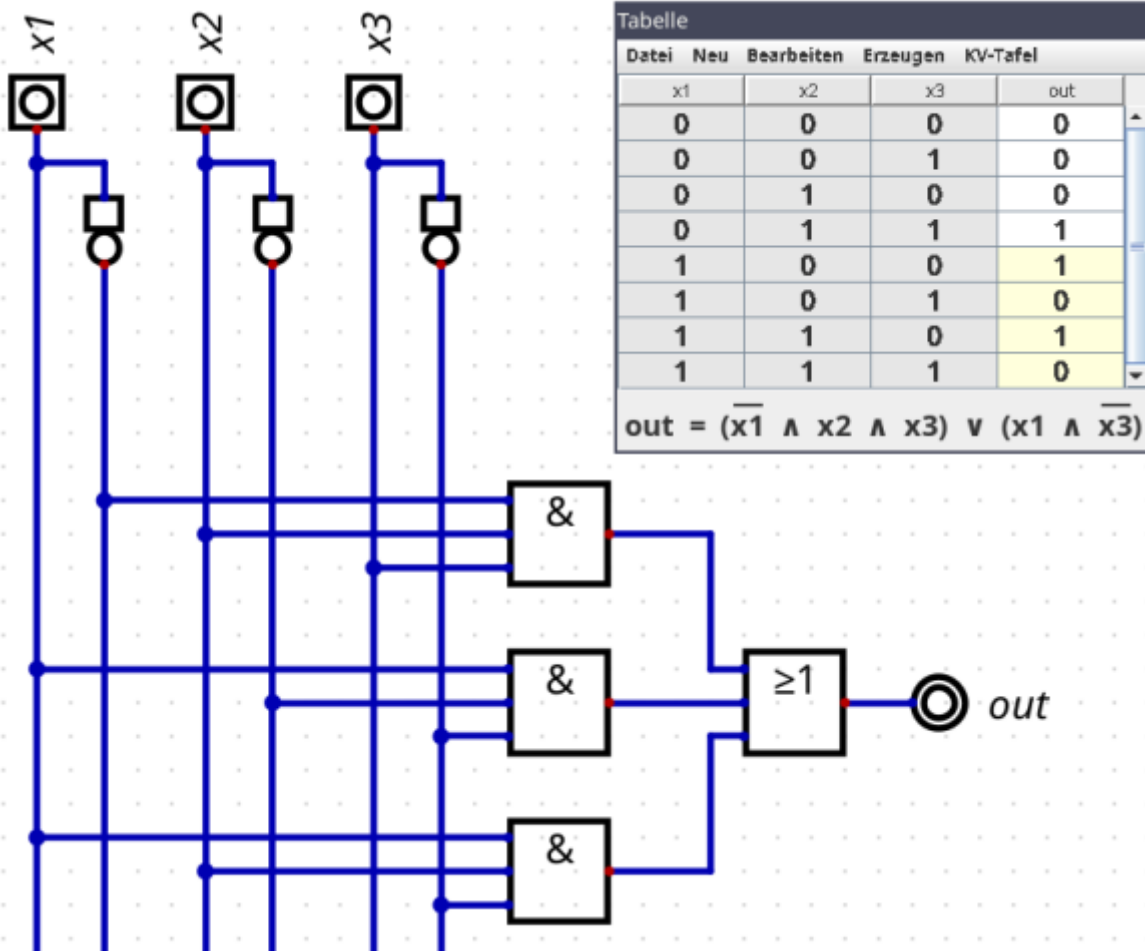 x1 x2 x3
Tabelle
Datei Neu Bearbeiten Erzeugen KV-Tafel
x1 x2 x3 out
0 0 0 0
0 0 1 0
0 1 0 0
0 1 1 1
1 0 0 1
1 0 1 0
1 1 0 1
1 1 1 0
out = (x̅1̅ ∧ x2 ∧ x3) ∨ (x1 ∧ x̅3̅)
&
&
≥1
out
&